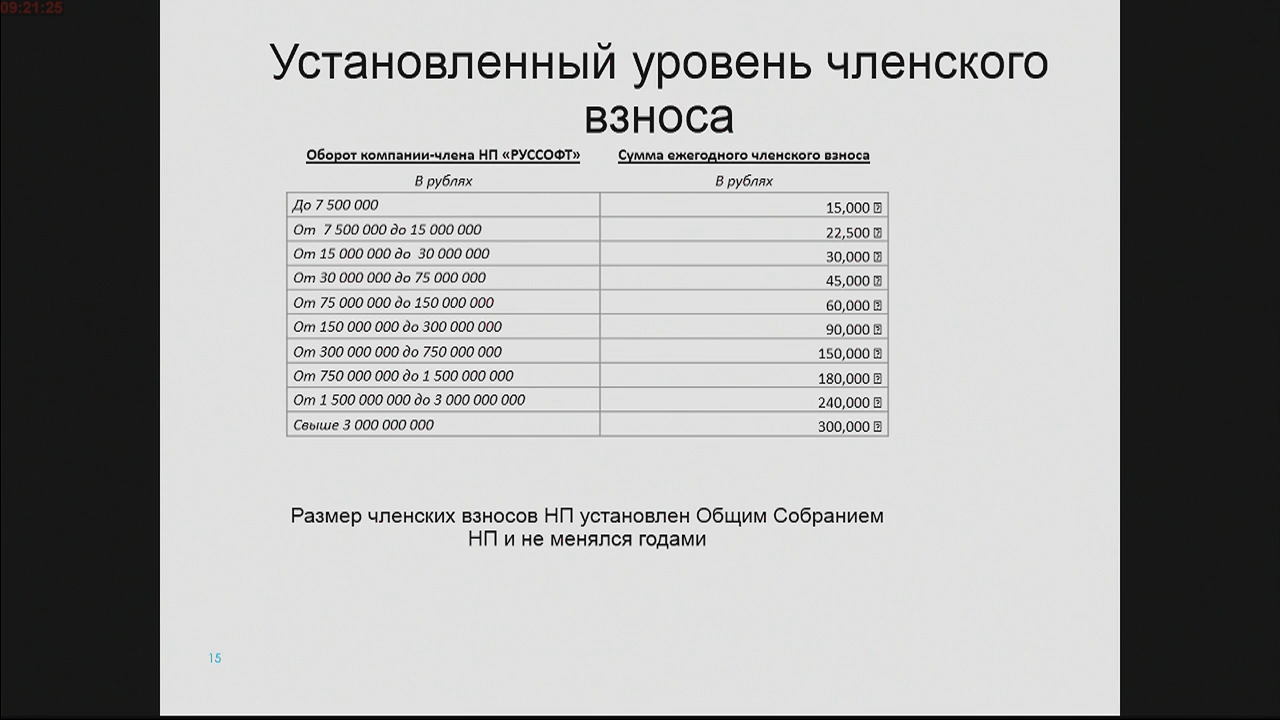 09:21:25
Установленный уровень членского
взноса
Оборот компании-члена НП «РУССОФТ» Сумма ежегодного членского взноса
В рублях В рублях
До 7 500 000 15,000
От 7 500 000 до 15 000 000 22,500
От 15 000 000 до 30 000 000 30,000
От 30 000 000 до 75 000 000 45,000
От 75 000 000 до 150 000 000 60,000
От 150 000 000 до 300 000 000 90,000
От 300 000 000 до 750 000 000 150,000
От 750 000 000 до 1 500 000 000 180,000
От 1 500 000 000 до 3 000 000 000 240,000
Свыше 3 000 000 000 300,000
Размер членских взносов НП установлен Общим Собранием
НП и не менялся годами
15